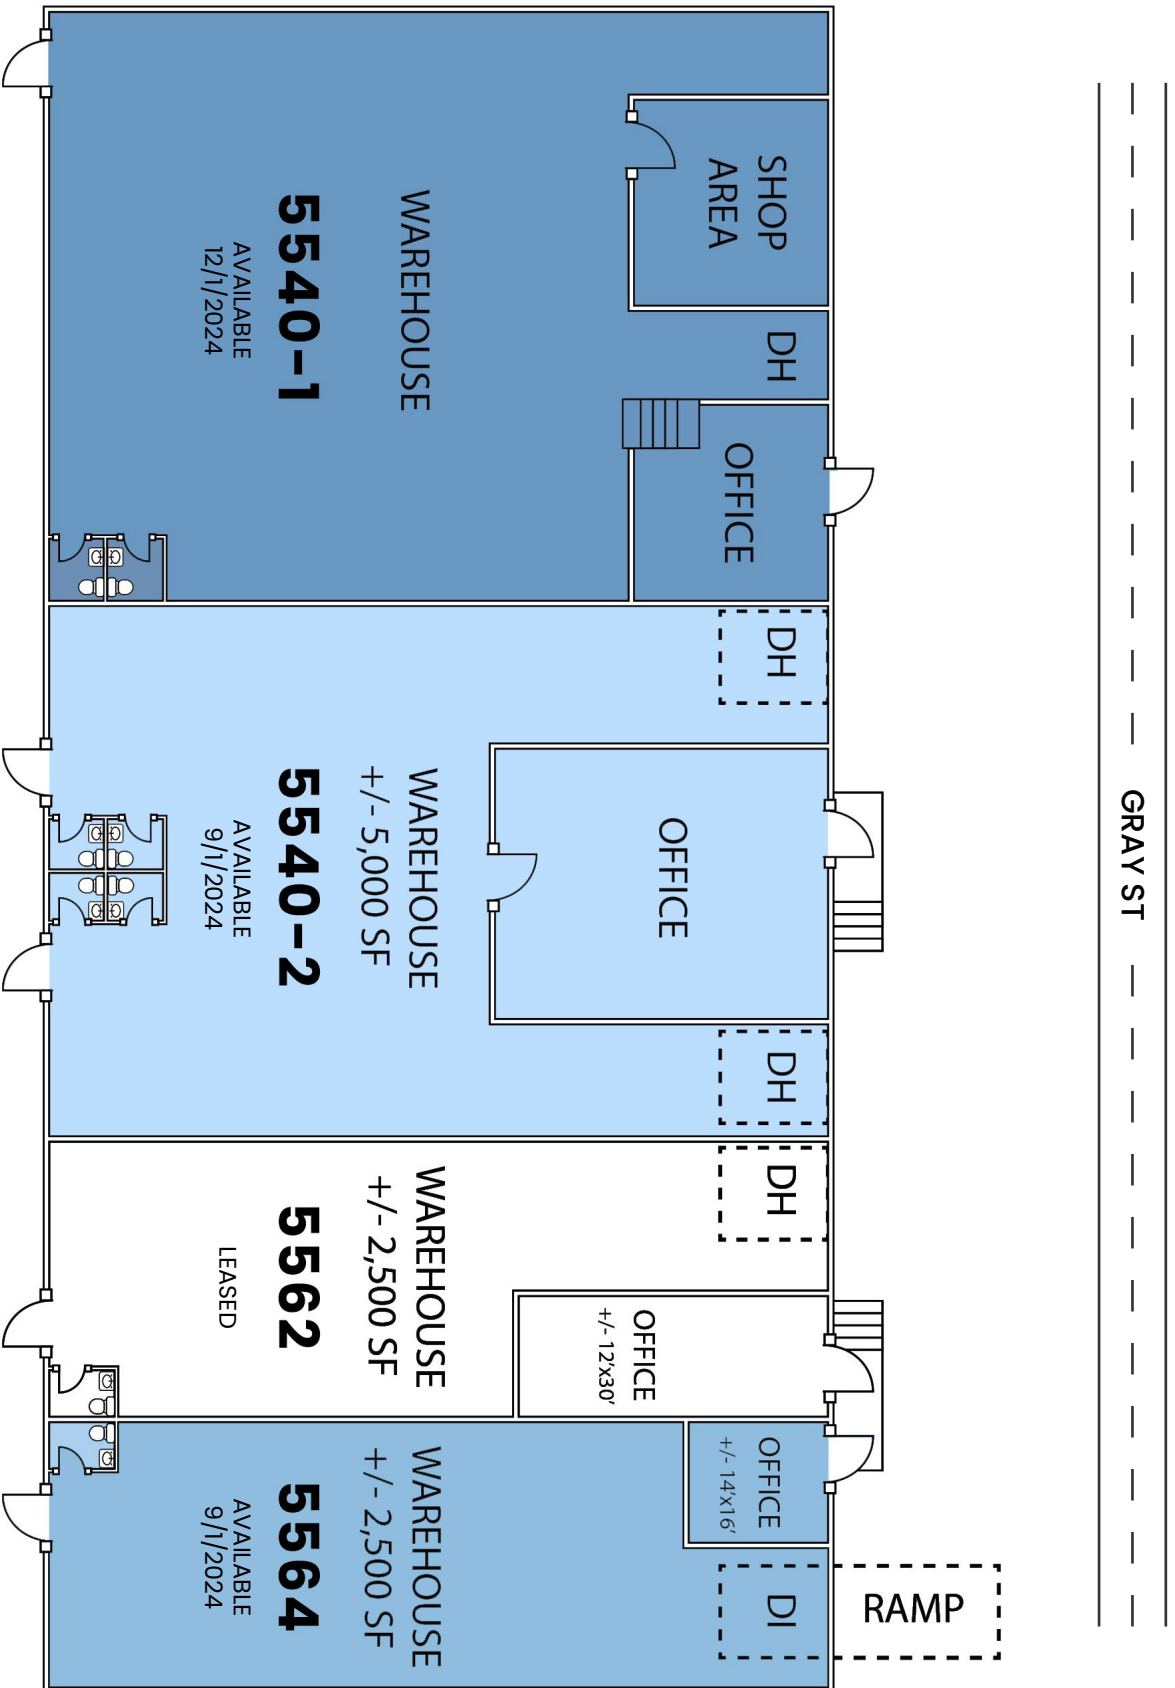 GRAY ST
SHOP
AREA
DH
OFFICE
WAREHOUSE
5540-1
AVAILABLE
12/1/2024
DH
OFFICE
DH
WAREHOUSE
+/- 5,000 SF
5540-2
AVAILABLE
9/1/2024
DH
OFFICE
+/- 12'x30'
WAREHOUSE
+/- 2,500 SF
5562
LEASED
OFFICE
+/- 14'x16'
RAMP
DI
WAREHOUSE
+/- 2,500 SF
5564
AVAILABLE
9/1/2024